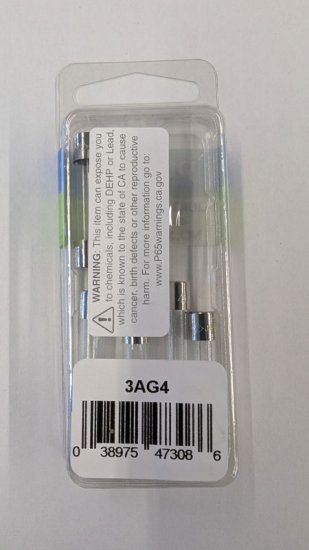 WARNING: This item can expose you
to chemicals, including DEHP or Lead,
which is known to the state of CA to cause
cancer, birth defects or other reproductive
harm. For more information go to:
www.P65warnings.ca.gov
3AG4
0 38975 47308 6